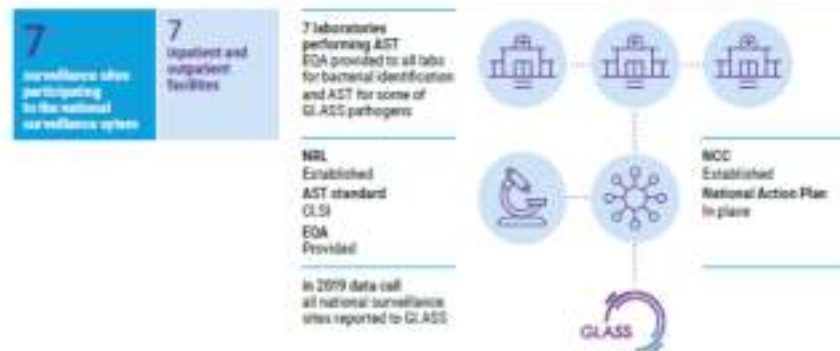 7
surveillance sites
participating
to the national
surveillance sytem
7
inpatient and
outpatient
facilities
7 laboratories
performing AST
EQA provided to all labs
for bacterial identification
and AST for some of
GLASS pathogens
NRL
Established
AST standard
CLSI
EQA
Provided
NCC
Established
National Action Plan
In place
in 2019 data call
all national surveillance
sites reported to GLASS
GLASS